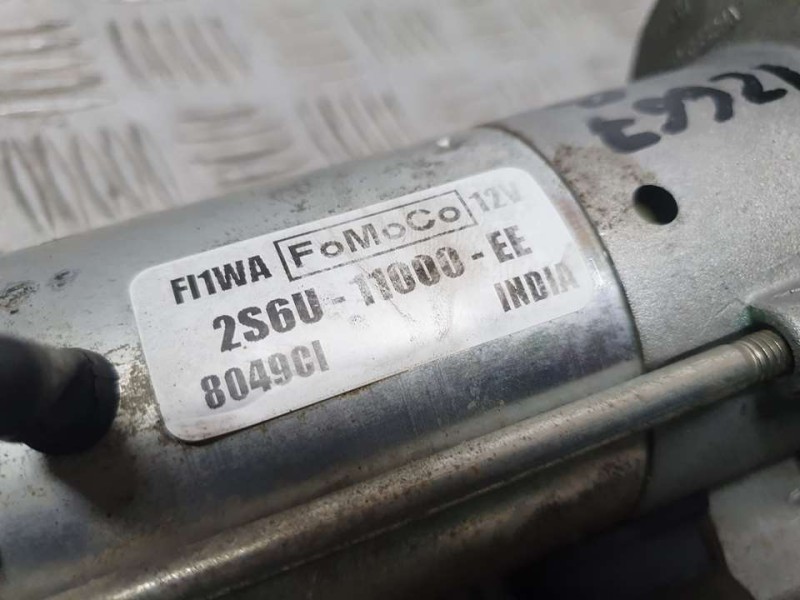 FI1WA FoMoCo 12V
2S6U-11000-EE
8049CI INDIA